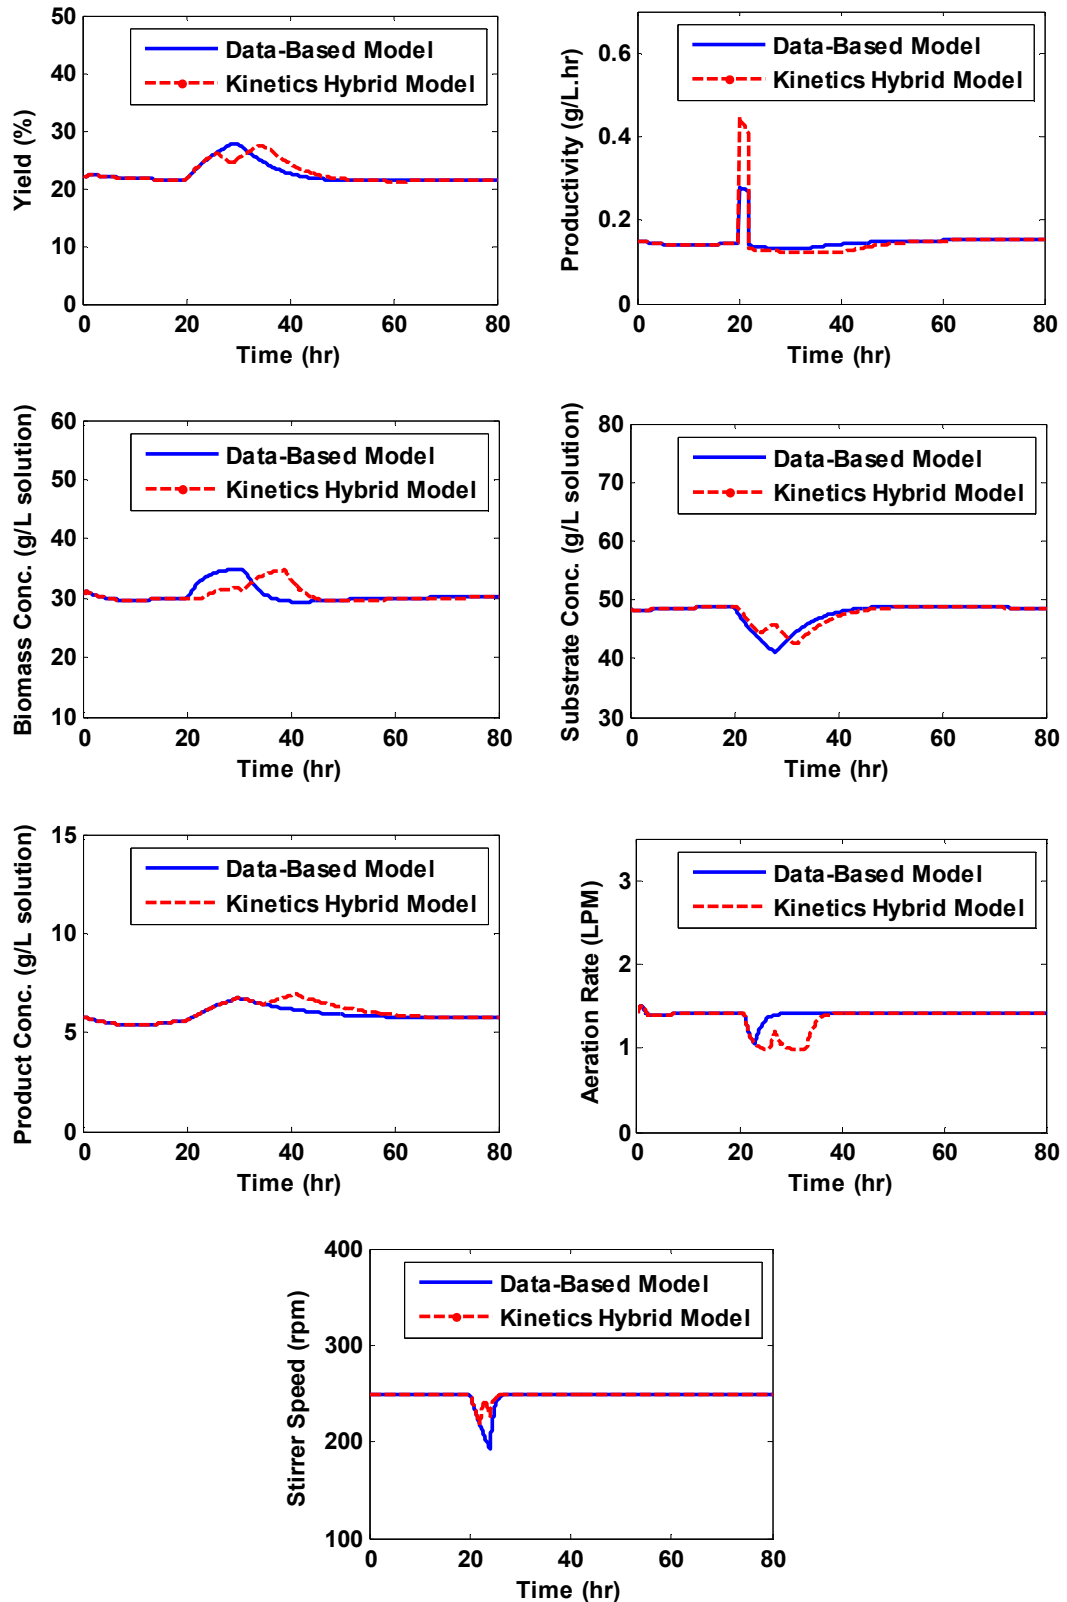 50
40
30
20
10
0
Yield (%)
Data-Based Model
Kinetics Hybrid Model
0 20 40 60 80
Time (hr)
0.6
0.4
0.2
0
Productivity (g/L.hr)
Data-Based Model
Kinetics Hybrid Model
0 20 40 60 80
Time (hr)
60
50
40
30
20
10
Biomass Conc. (g/L solution)
Data-Based Model
Kinetics Hybrid Model
0 20 40 60 80
Time (hr)
80
70
60
50
40
30
Substrate Conc. (g/L solution)
Data-Based Model
Kinetics Hybrid Model
0 20 40 60 80
Time (hr)
15
10
5
0
Product Conc. (g/L solution)
Data-Based Model
Kinetics Hybrid Model
0 20 40 60 80
Time (hr)
3
2
1
0
Aeration Rate (LPM)
Data-Based Model
Kinetics Hybrid Model
0 20 40 60 80
Time (hr)
400
300
200
100
Stirrer Speed (rpm)
Data-Based Model
Kinetics Hybrid Model
0 20 40 60 80
Time (hr)